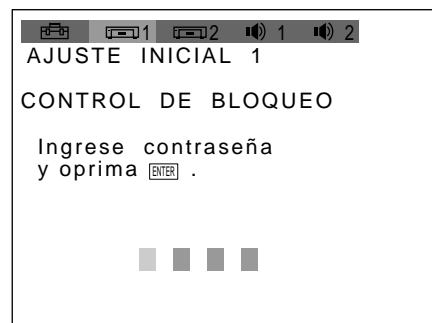 1 2 1 2
AJUSTE INICIAL 1
CONTROL DE BLOQUEO
Ingrese contraseña
y oprima ENTER .